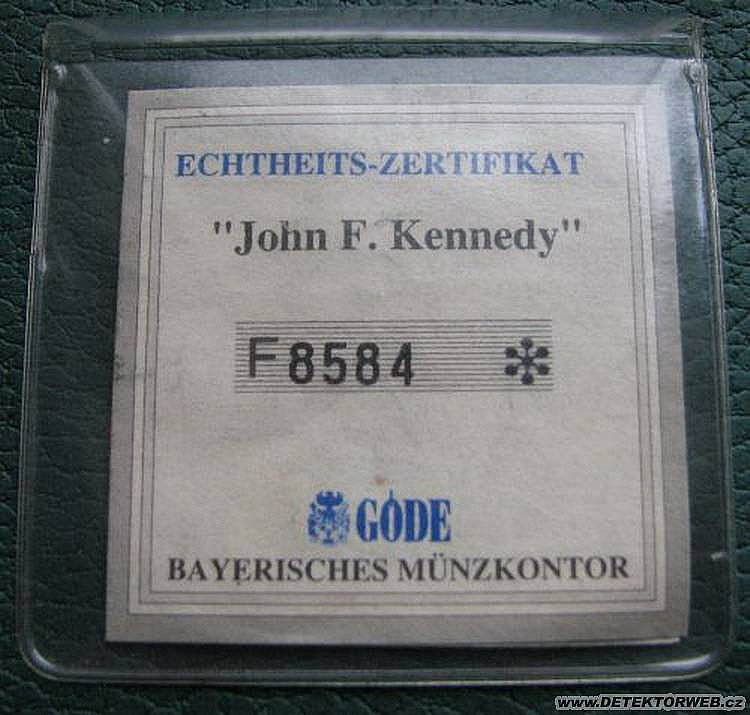 ECHTHEITS-ZERTIFIKAT
"John F. Kennedy"
F8584 *
GÖDE
BAYERISCHES MÜNZKONTOR
www.DETEKTORWEB.cz